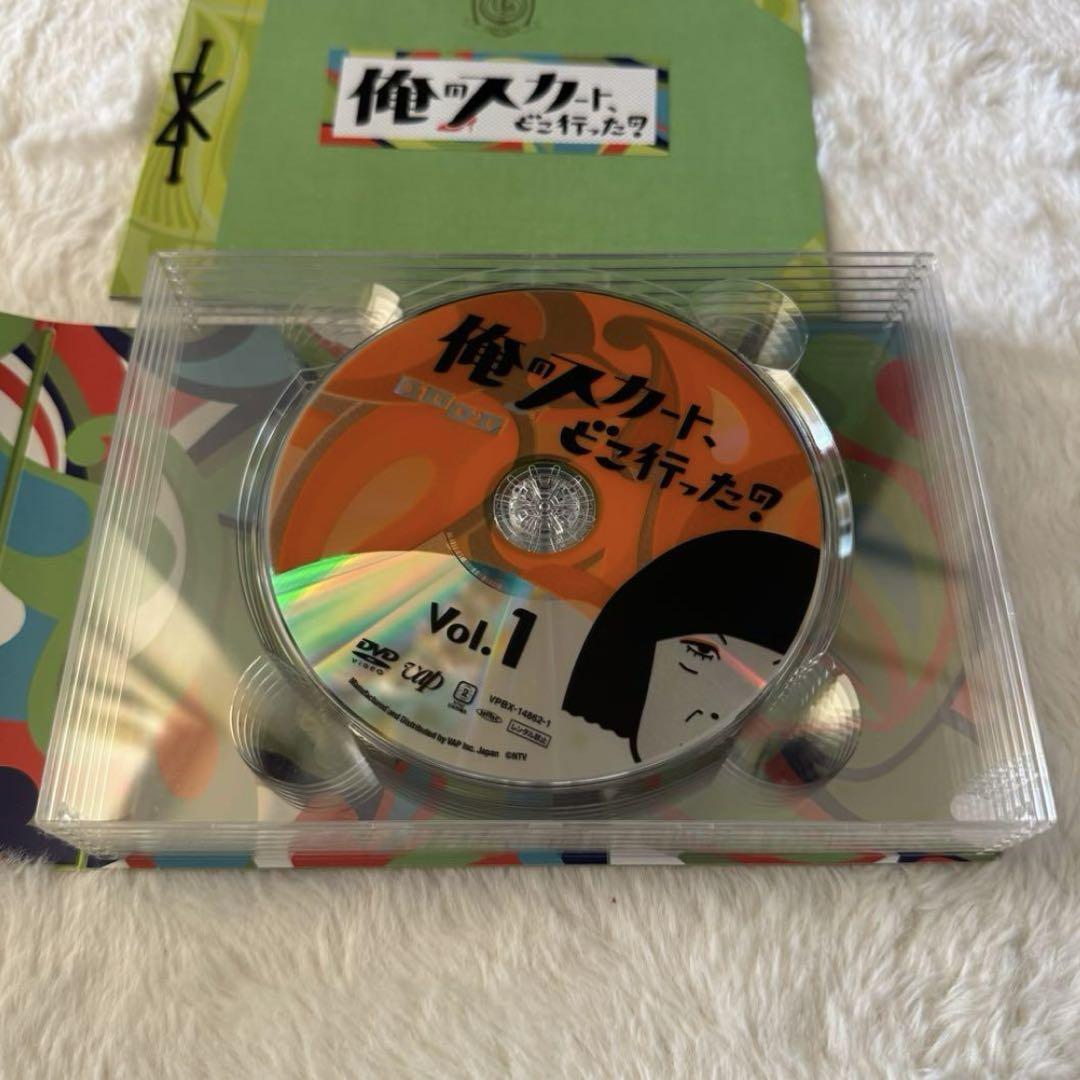 俺のスカート、
どこ行った?
俺のスカート、
どこ行った?
Vol.1
DVD
VIDEO
vap
2
VPBX-14862-1
レンタル禁止
Manufactured and Distributed by VAP Inc. Japan ©NTV